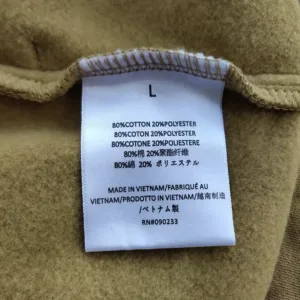 L
80%COTTON 20%POLYESTER
80%COTON 20%POLYESTER
80%COTONE 20%POLIESTERE
80%棉 20%聚酯纤维
80%綿 20% ポリエステル
MADE IN VIETNAM/FABRIQUÉ AU
VIETNAM/PRODOTTO IN VIETNAM/越南制造
/ベトナム製
RN#090233